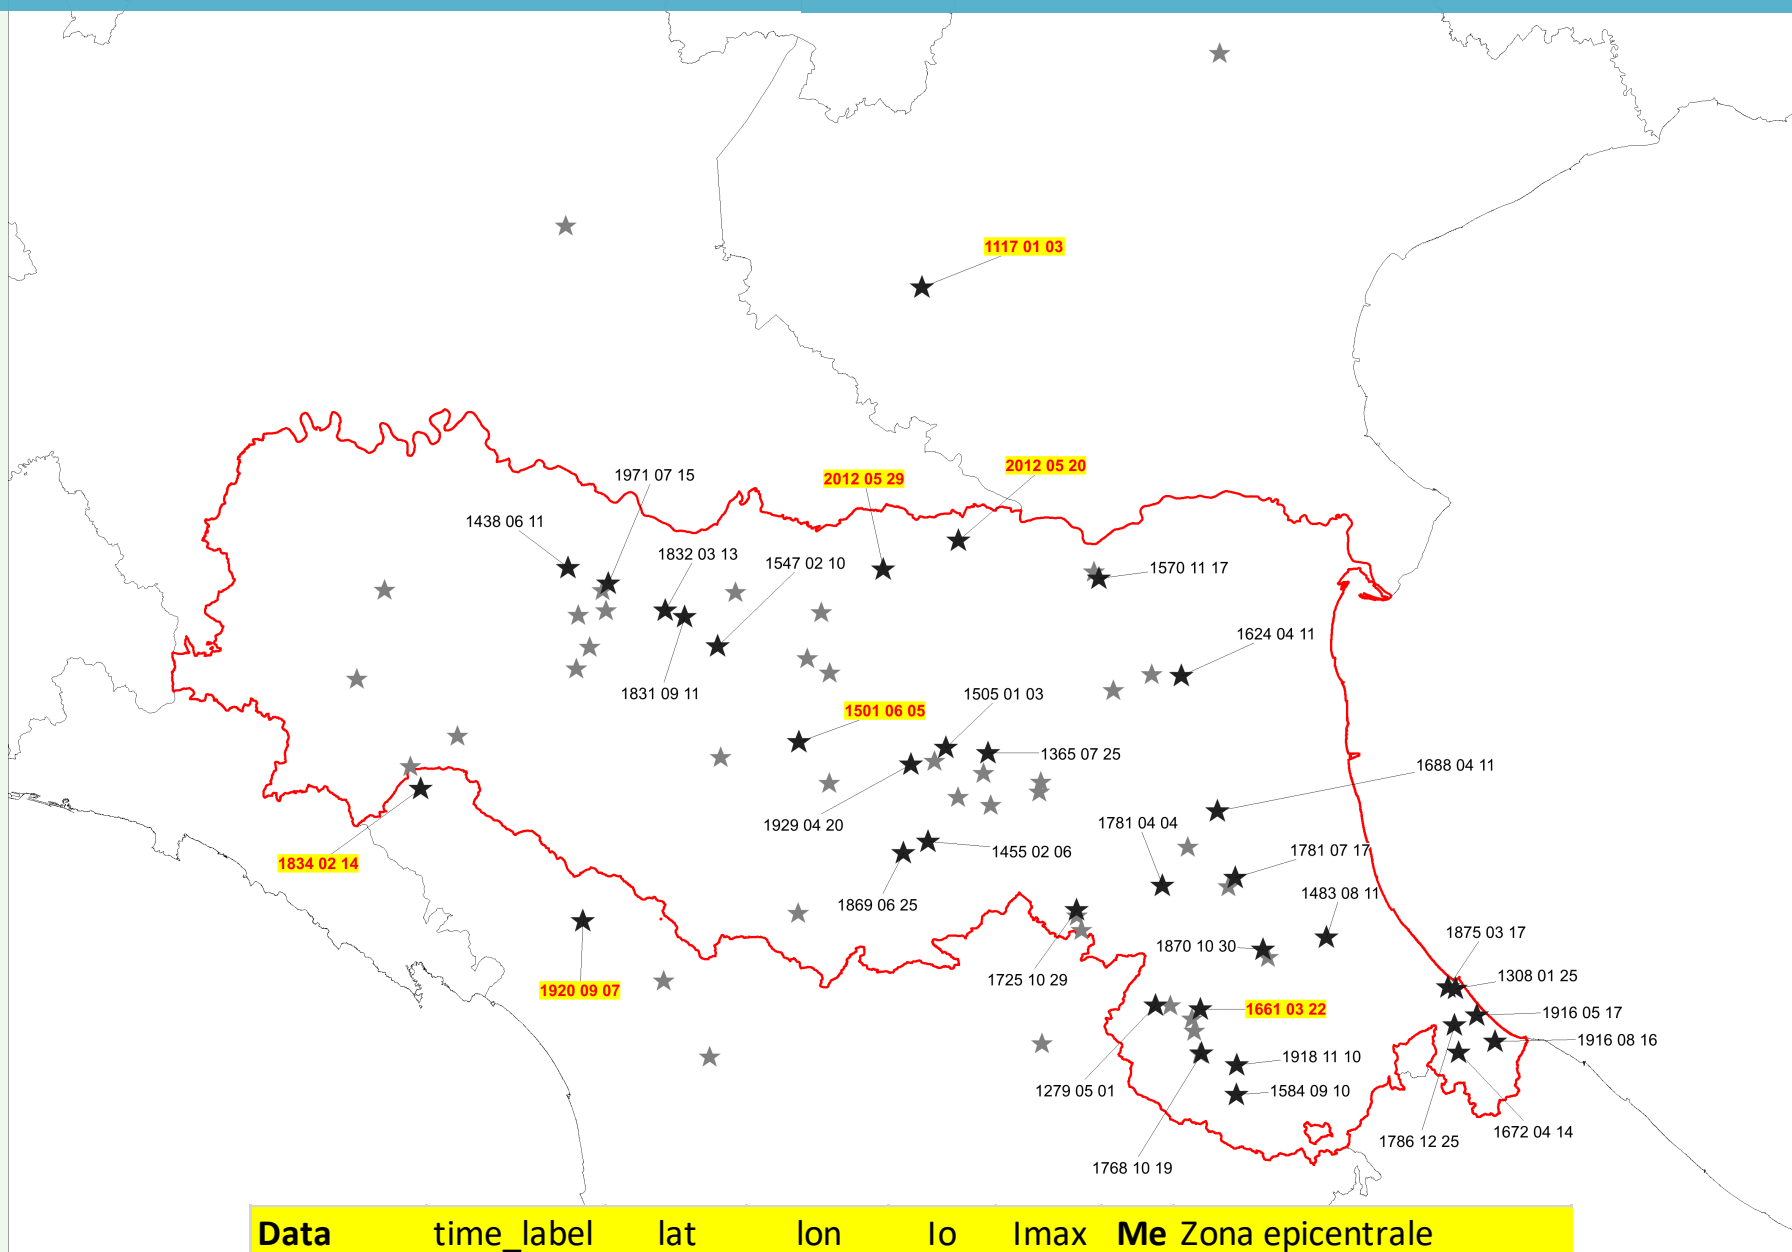 1117 01 03
2012 05 20
1971 07 15
2012 05 29
1438 06 11
1832 03 13
1547 02 10
1570 11 17
1624 04 11
1831 09 11
1505 01 03
1501 06 05
1365 07 25
1688 04 11
1929 04 20
1781 04 04
1455 02 06
1781 07 17
1834 02 14
1483 08 11
1869 06 25
1875 03 17
1870 10 30
1725 10 29
1308 01 25
1920 09 07
1661 03 22
1916 05 17
1916 08 16
1918 11 10
1279 05 01
1584 09 10
1672 04 14
1786 12 25
1768 10 19
Data time_label lat lon Io Imax Me Zona epicentrale